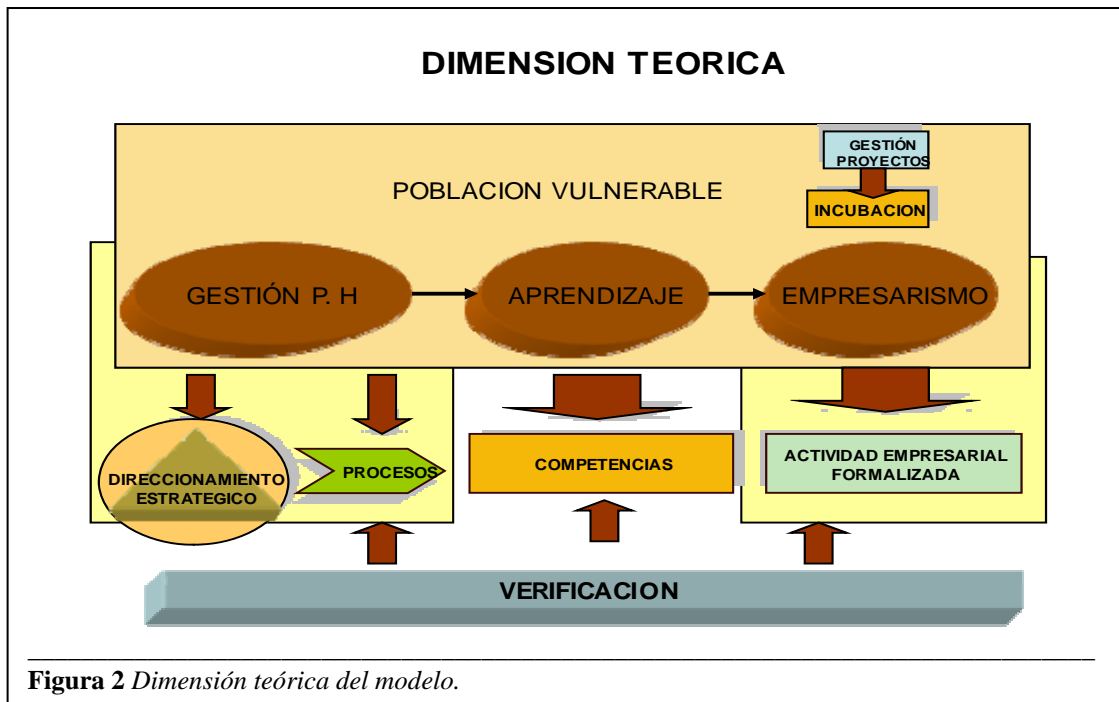 DIMENSION TEORICA
GESTIÓN
PROYECTOS
POBLACION VULNERABLE
INCUBACION
GESTIÓN P. H
APRENDIZAJE
EMPRESARISMO
DIRECCIONAMIENTO
ESTRATEGICO
PROCESOS
COMPETENCIAS
ACTIVIDAD EMPRESARIAL
FORMALIZADA
VERIFICACION
Figura 2 Dimensión teórica del modelo.